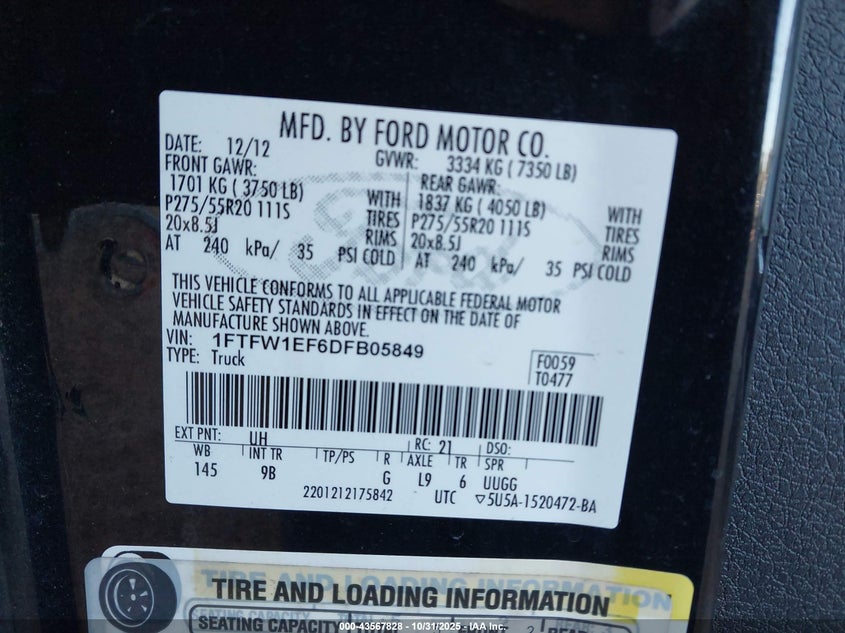 MFD. BY FORD MOTOR CO.
DATE: 12/12 GVWR: 3334 KG ( 7350 LB)
FRONT GAWR: REAR GAWR:
1701 KG ( 3750 LB) WITH 1837 KG ( 4050 LB) WITH
P275/55R20 111S TIRES P275/55R20 111S TIRES
20x8.5J RIMS 20x8.5J RIMS
AT 240 kPa/ 35 PSI COLD AT 240 kPa/ 35 PSI COLD
THIS VEHICLE CONFORMS TO ALL APPLICABLE FEDERAL MOTOR
VEHICLE SAFETY STANDARDS IN EFFECT ON THE DATE OF
MANUFACTURE SHOWN ABOVE.
VIN: 1FTFW1EF6DFB05849
TYPE: Truck F0059
T0477
EXT PNT: UH RC: 21 DSO:
WB INT TR TP/PS R AXLE TR SPR
145 9B G L9 6 UUGG
2201212175842 UTC ▽5U5A-1520472-BA
TIRE AND LOADING INFORMATION
TIRE AND LOADING INFORMATION
SEATING CAPACITY
SEATING CAPACITY
000-43567828 - 10/31/2025 - IAA Inc.